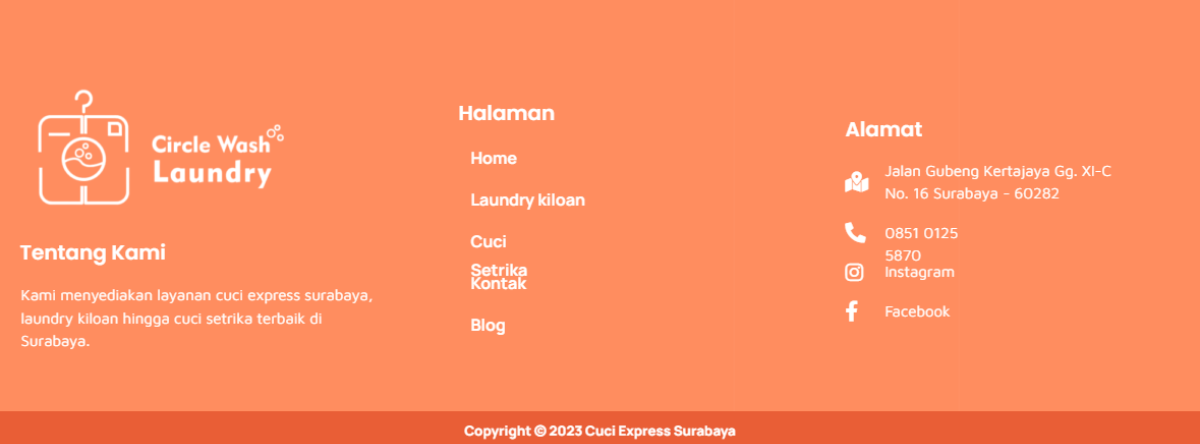 Circle Wash
Laundry
Tentang Kami
Kami menyediakan layanan cuci express surabaya,
laundry kiloan hingga cuci setrika terbaik di
Surabaya.
Halaman
Home
Laundry kiloan
Cuci
Setrika
Kontak
Blog
Alamat
Jalan Gubeng Kertajaya Gg. XI-C
No. 16 Surabaya - 60282
0851 0125
5870
Instagram
Facebook
Copyright © 2023 Cuci Express Surabaya